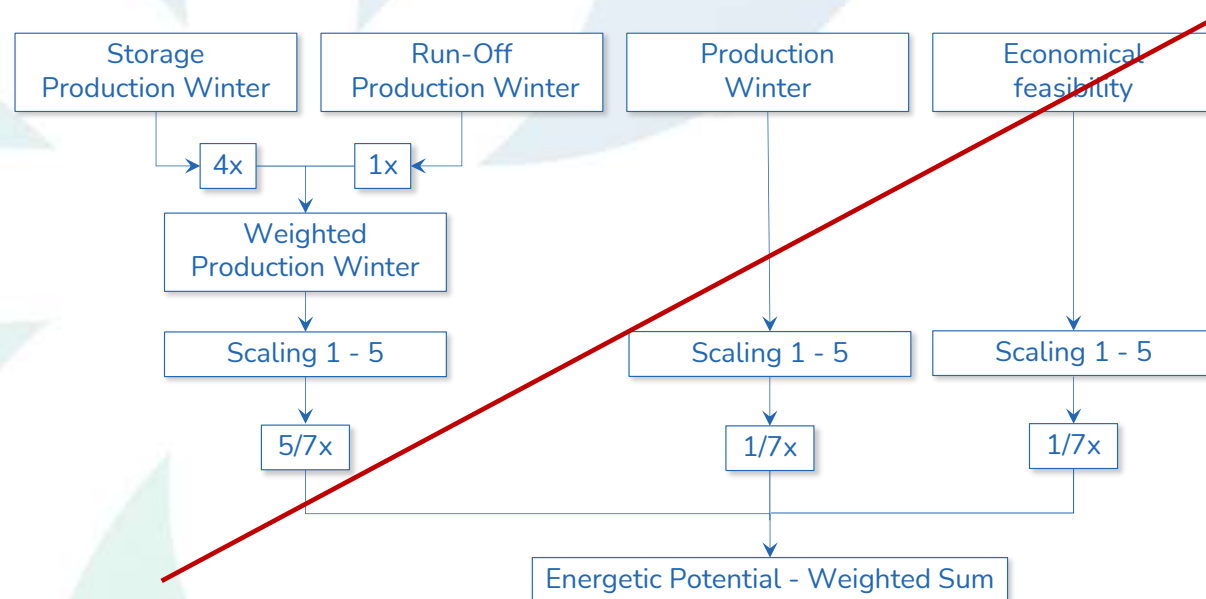 Storage
Production Winter
Run-Off
Production Winter
Production
Winter
Economical
feasibility
4x
1x
Weighted
Production Winter
Scaling 1 - 5
Scaling 1 - 5
Scaling 1 - 5
5/7x
1/7x
1/7x
Energetic Potential - Weighted Sum